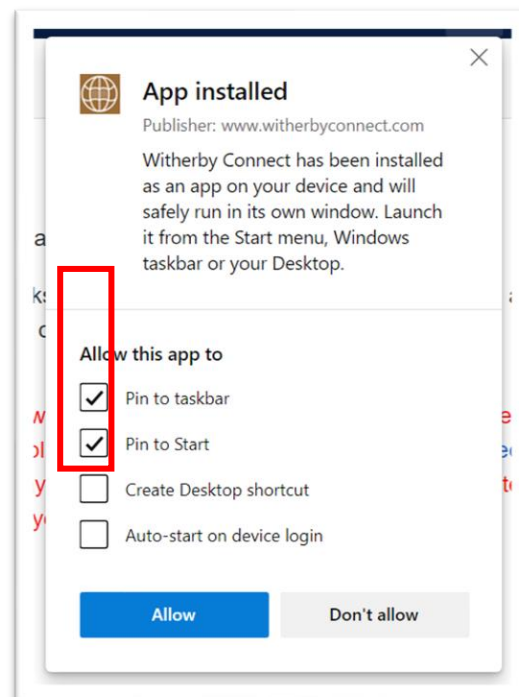 App installed
Publisher: www.witherbyconnect.com
Witherby Connect has been installed
as an app on your device and will
safely run in its own window. Launch
it from the Start menu, Windows
taskbar or your Desktop.
Allow this app to
Pin to taskbar
Pin to Start
Create Desktop shortcut
Auto-start on device login
Allow
Don't allow